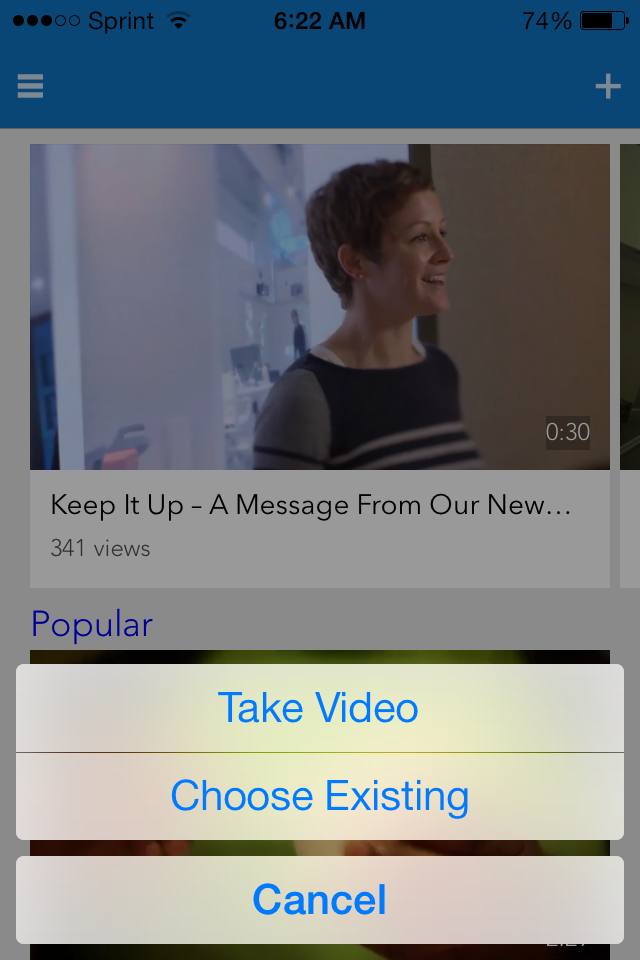 Sprint 6:22 AM 74%
0:30
Keep It Up – A Message From Our New…
341 views
Popular
Take Video
Choose Existing
Cancel